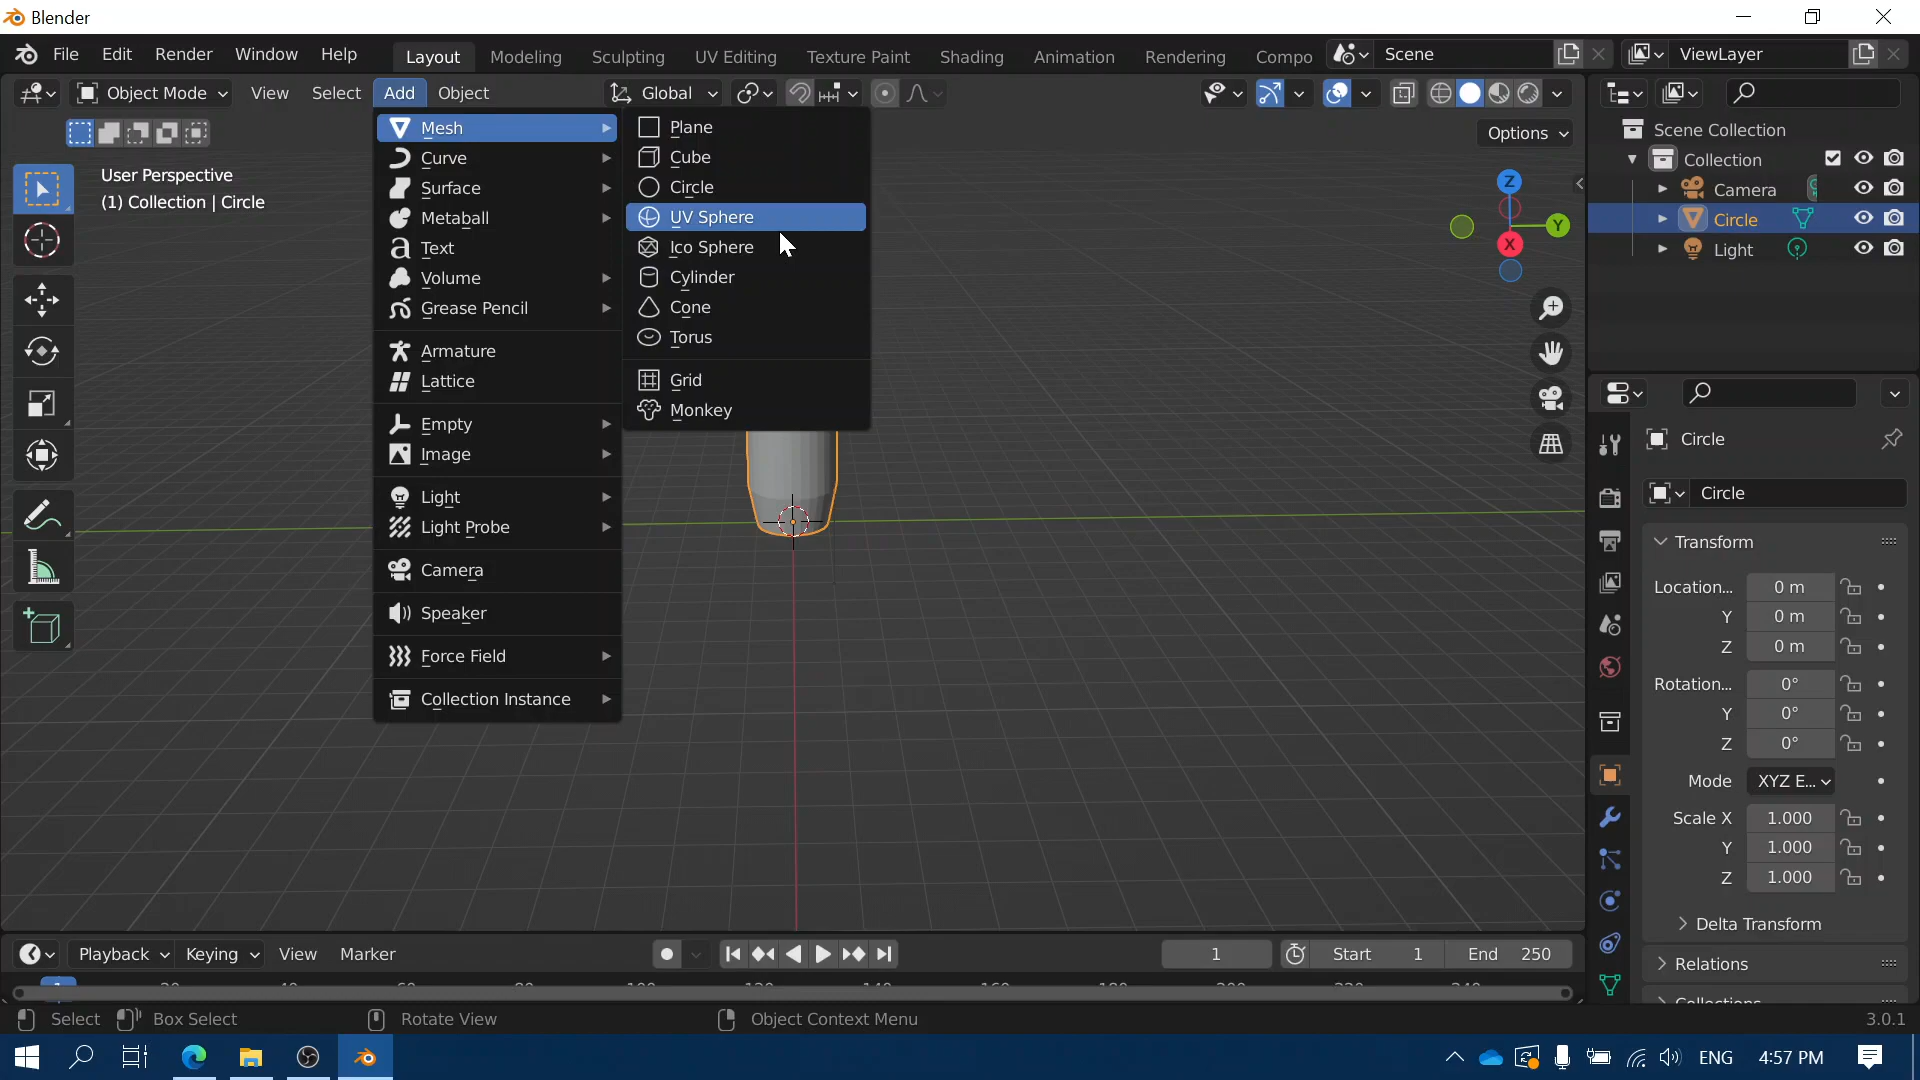 Blender
File Edit Render Window Help Layout Modeling Sculpting UV Editing Texture Paint Shading Animation Rendering Compo Scene ViewLayer
Object Mode View Select Add Object Global
Options
User Perspective
(1) Collection | Circle
Mesh
Curve
Surface
Metaball
Text
Volume
Grease Pencil
Armature
Lattice
Empty
Image
Light
Light Probe
Camera
Speaker
Force Field
Collection Instance
Plane
Cube
Circle
UV Sphere
Ico Sphere
Cylinder
Cone
Torus
Grid
Monkey
Z
Y
X
Scene Collection
Collection
Camera
Circle
Light
Circle
Circle
Transform
Location... 0 m
Y 0 m
Z 0 m
Rotation... 0°
Y 0°
Z 0°
Mode XYZ E...
Scale X 1.000
Y 1.000
Z 1.000
Delta Transform
Relations
Collections
Playback Keying View Marker 1 Start 1 End 250
Select Box Select Rotate View Object Context Menu 3.0.1
ENG 4:57 PM